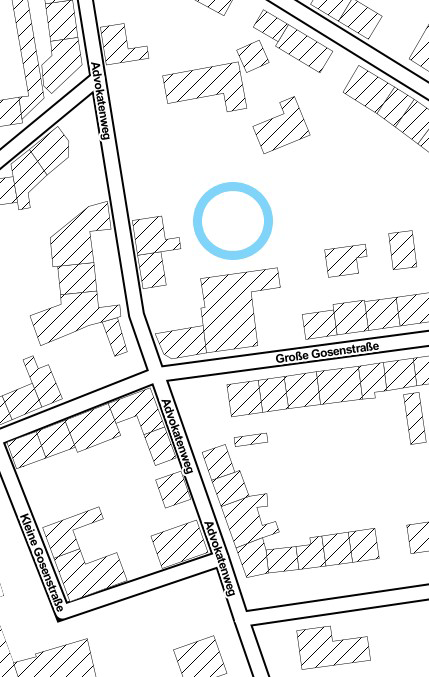 Advokatenweg
Große Gosenstraße
Advokatenweg
Kleine Gosenstraße
Advokatenweg